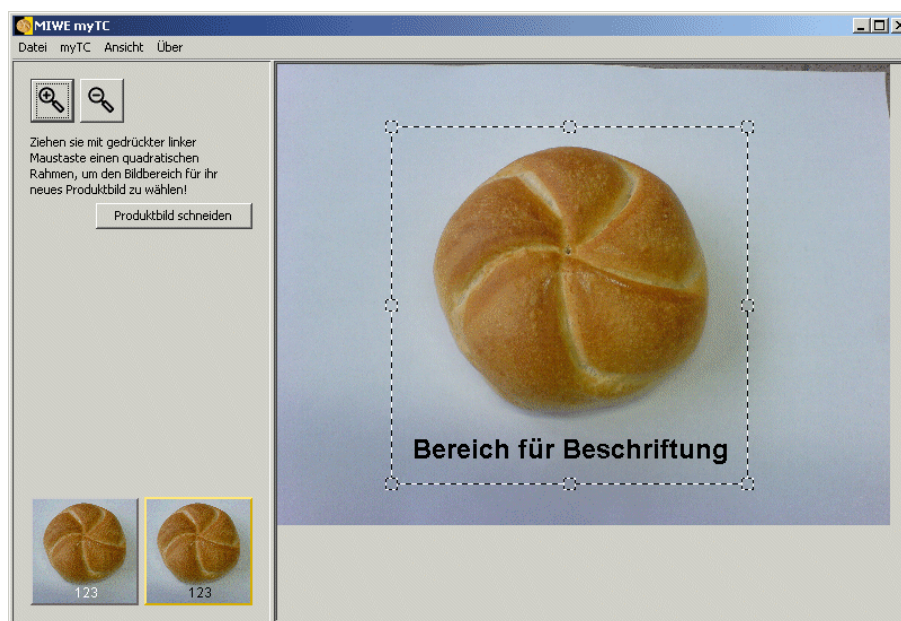 MIWE myTC
Datei myTC Ansicht Über
Ziehen sie mit gedrückter linker
Maustaste einen quadratischen
Rahmen, um den Bildbereich für ihr
neues Produktbild zu wählen!
Produktbild schneiden
Bereich für Beschriftung
123 123